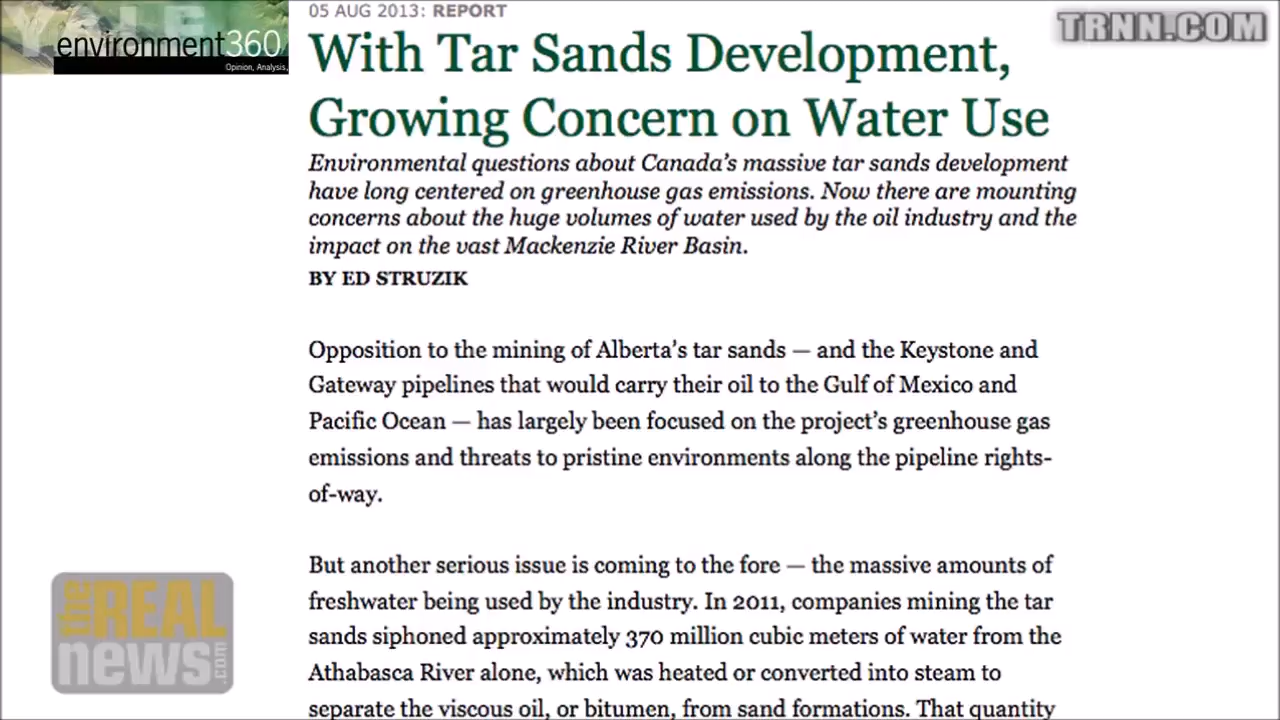 05 AUG 2013: REPORT
TRNN.COM
YALE
environment360
Opinion, Analysis,
With Tar Sands Development,
Growing Concern on Water Use
Environmental questions about Canada's massive tar sands development
have long centered on greenhouse gas emissions. Now there are mounting
concerns about the huge volumes of water used by the oil industry and the
impact on the vast Mackenzie River Basin.
BY ED STRUZIK
Opposition to the mining of Alberta's tar sands — and the Keystone and
Gateway pipelines that would carry their oil to the Gulf of Mexico and
Pacific Ocean — has largely been focused on the project's greenhouse gas
emissions and threats to pristine environments along the pipeline rights-
of-way.
But another serious issue is coming to the fore — the massive amounts of
freshwater being used by the industry. In 2011, companies mining the tar
sands siphoned approximately 370 million cubic meters of water from the
Athabasca River alone, which was heated or converted into steam to
separate the viscous oil, or bitumen, from sand formations. That quantity
the REAL
news.com